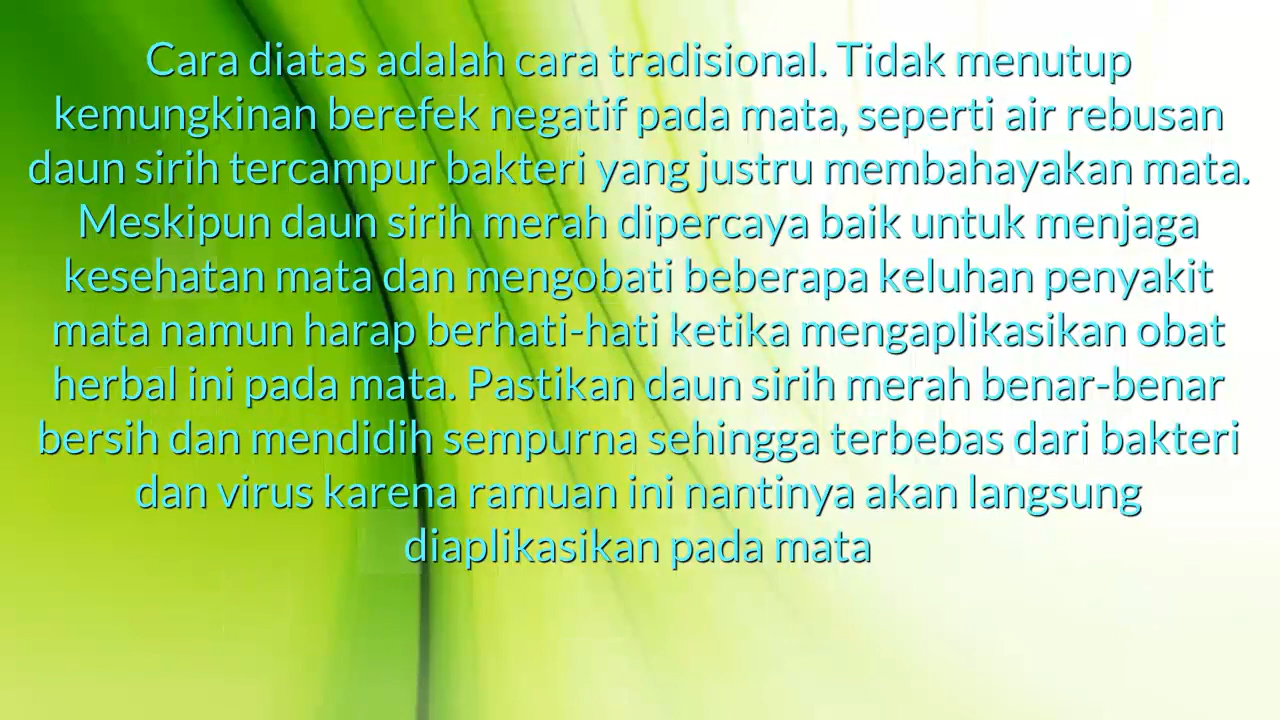 Cara diatas adalah cara tradisional. Tidak menutup
kemungkinan berefek negatif pada mata, seperti air rebusan
daun sirih tercampur bakteri yang justru membahayakan mata.
Meskipun daun sirih merah dipercaya baik untuk menjaga
kesehatan mata dan mengobati beberapa keluhan penyakit
mata namun harap berhati-hati ketika mengaplikasikan obat
herbal ini pada mata. Pastikan daun sirih merah benar-benar
bersih dan mendidih sempurna sehingga terbebas dari bakteri
dan virus karena ramuan ini nantinya akan langsung
diaplikasikan pada mata